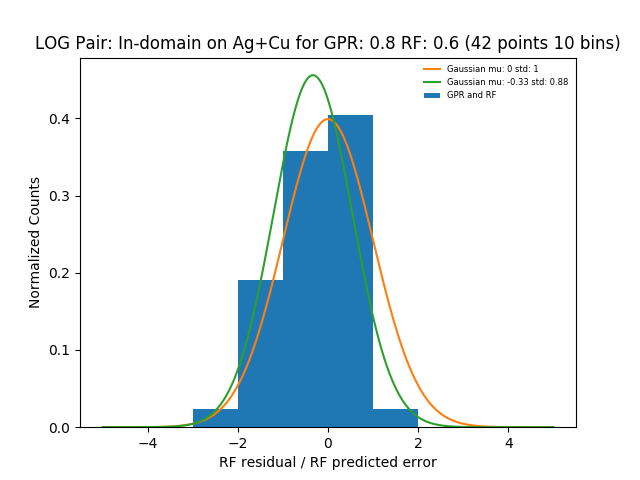 LOG Pair: In-domain on Ag+Cu for GPR: 0.8 RF: 0.6 (42 points 10 bins)
Gaussian mu: 0 std: 1
Gaussian mu: -0.33 std: 0.88
GPR and RF
Normalized Counts
0.4
0.3
0.2
0.1
0.0
−4
−2
0
2
4
RF residual / RF predicted error